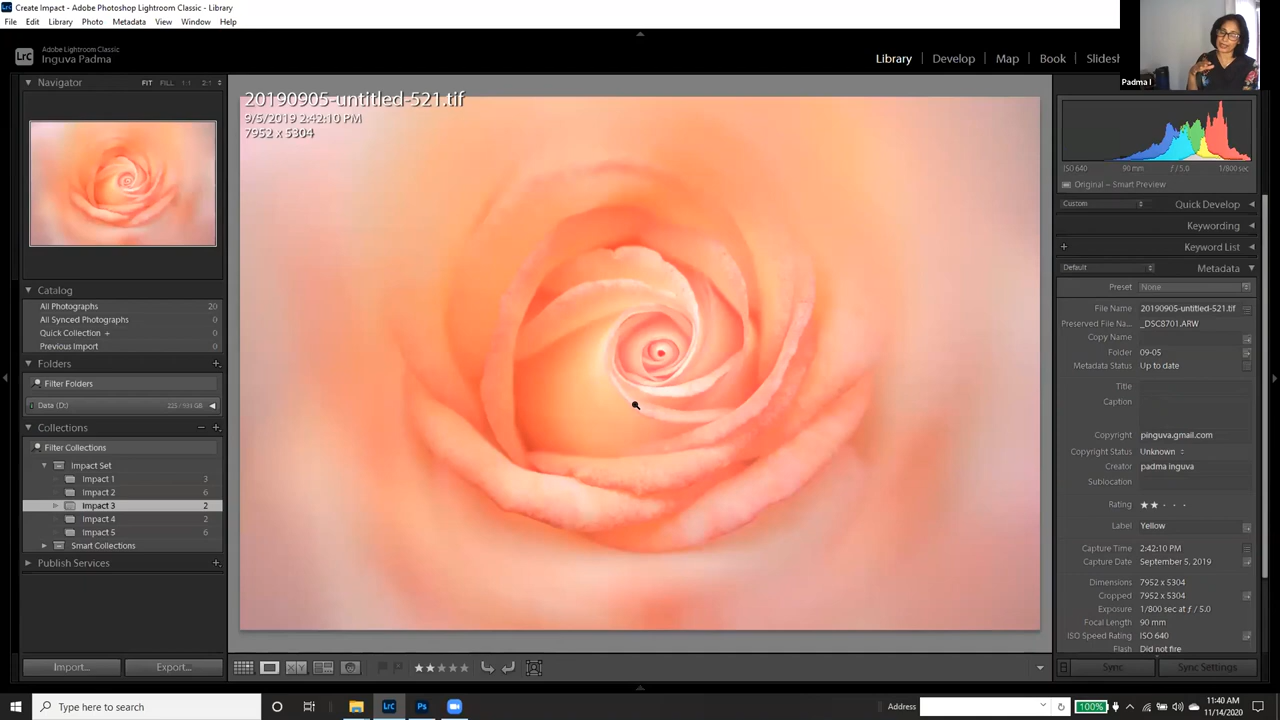 Create Impact - Adobe Photoshop Lightroom Classic - Library
File Edit Library Photo Metadata View Window Help
Lrc
Adobe Lightroom Classic
Inguva Padma
Library Develop Map Book Slidesh
Padma I
Navigator FIT FILL 1:1 2:1
20190905-untitled-521.tif
9/5/2019 2:42:10 PM
7952 x 5304
Catalog
All Photographs 20
All Synced Photographs 0
Quick Collection + 0
Previous Import 0
Folders
Filter Folders
Data (D:) 225 / 931 GB
Collections
Filter Collections
Impact Set
Impact 1 3
Impact 2 6
Impact 3 2
Impact 4 2
Impact 5 6
Smart Collections
Publish Services
Import... Export...
ISO 640 90 mm ƒ / 5.0 1/800 sec
Original - Smart Preview
Custom Quick Develop
Keywording
Keyword List
Default Metadata
Preset None
File Name 20190905-untitled-521.tif
Preserved File Na... _DSC8701.ARW
Copy Name
Folder 09-05
Metadata Status Up to date
Title
Caption
Copyright pinguva.gmail.com
Copyright Status Unknown
Creator padma inguva
Sublocation
Rating
Label Yellow
Capture Time 2:42:10 PM
Capture Date September 5, 2019
Dimensions 7952 x 5304
Cropped 7952 x 5304
Exposure 1/800 sec at ƒ / 5.0
Focal Length 90 mm
ISO Speed Rating ISO 640
Flash Did not fire
Sync Sync Settings
Type here to search
Lrc Ps
Address
100%
11:40 AM
11/14/2020